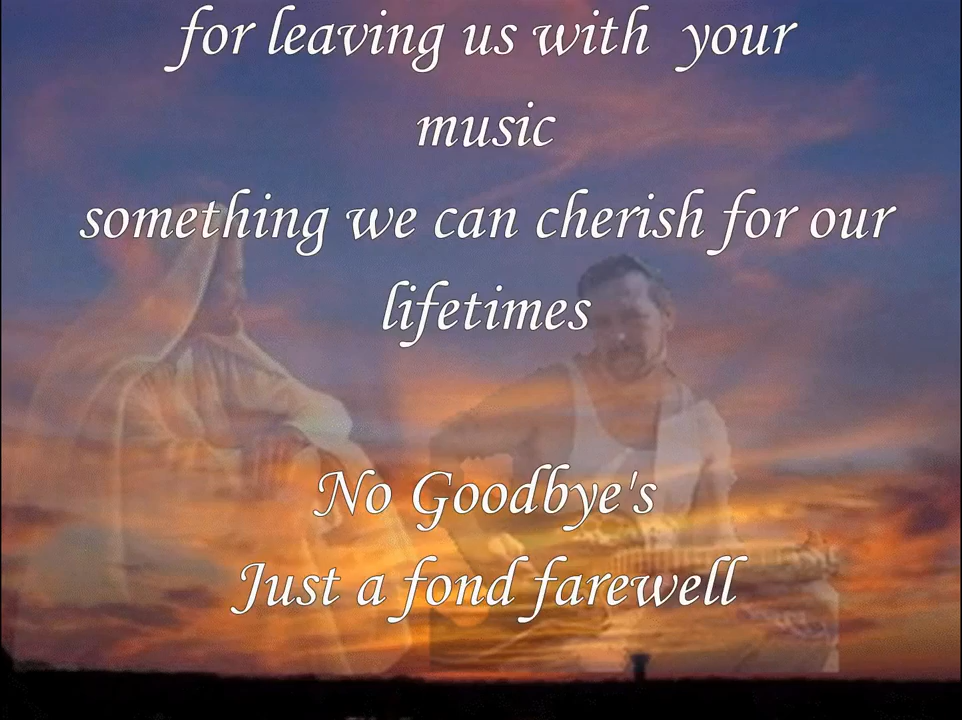 for leaving us with your
music
something we can cherish for our
lifetimes
No Goodbye's
Just a fond farewell